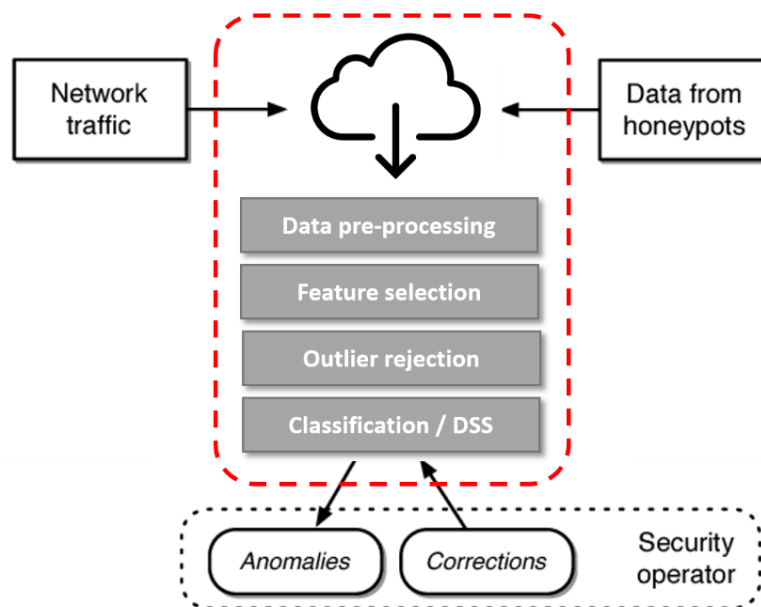 Network
traffic
Data from
honeypots
Data pre-processing
Feature selection
Outlier rejection
Classification / DSS
Anomalies
Corrections
Security
operator